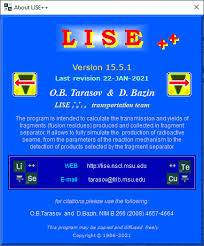 About LISE++
LISE ++
Version 15.5.1
Last revision 22-JAN-2021
O.B. Tarasov & D. Bazin
LISE ++ transportation team
The program is intended to calculate the transmission and yields of
fragments (fusion residues) produced and collected in fragment
separator. It allows to fully simulate the production of radioactive
beams, from the parameters of the reaction mechanism to the
detection of products selected by the fragment separator.
Li ++ WEB http://lise.nscl.msu.edu ++ Te
Se E-mail tarasov@frib.msu.edu Cu
for citations please use the following:
O.B.Tarasov and D.Bazin, NIM B 266 (2008) 4657-4664
This program may be copied and diffused freely
Copyright © 1986-2021